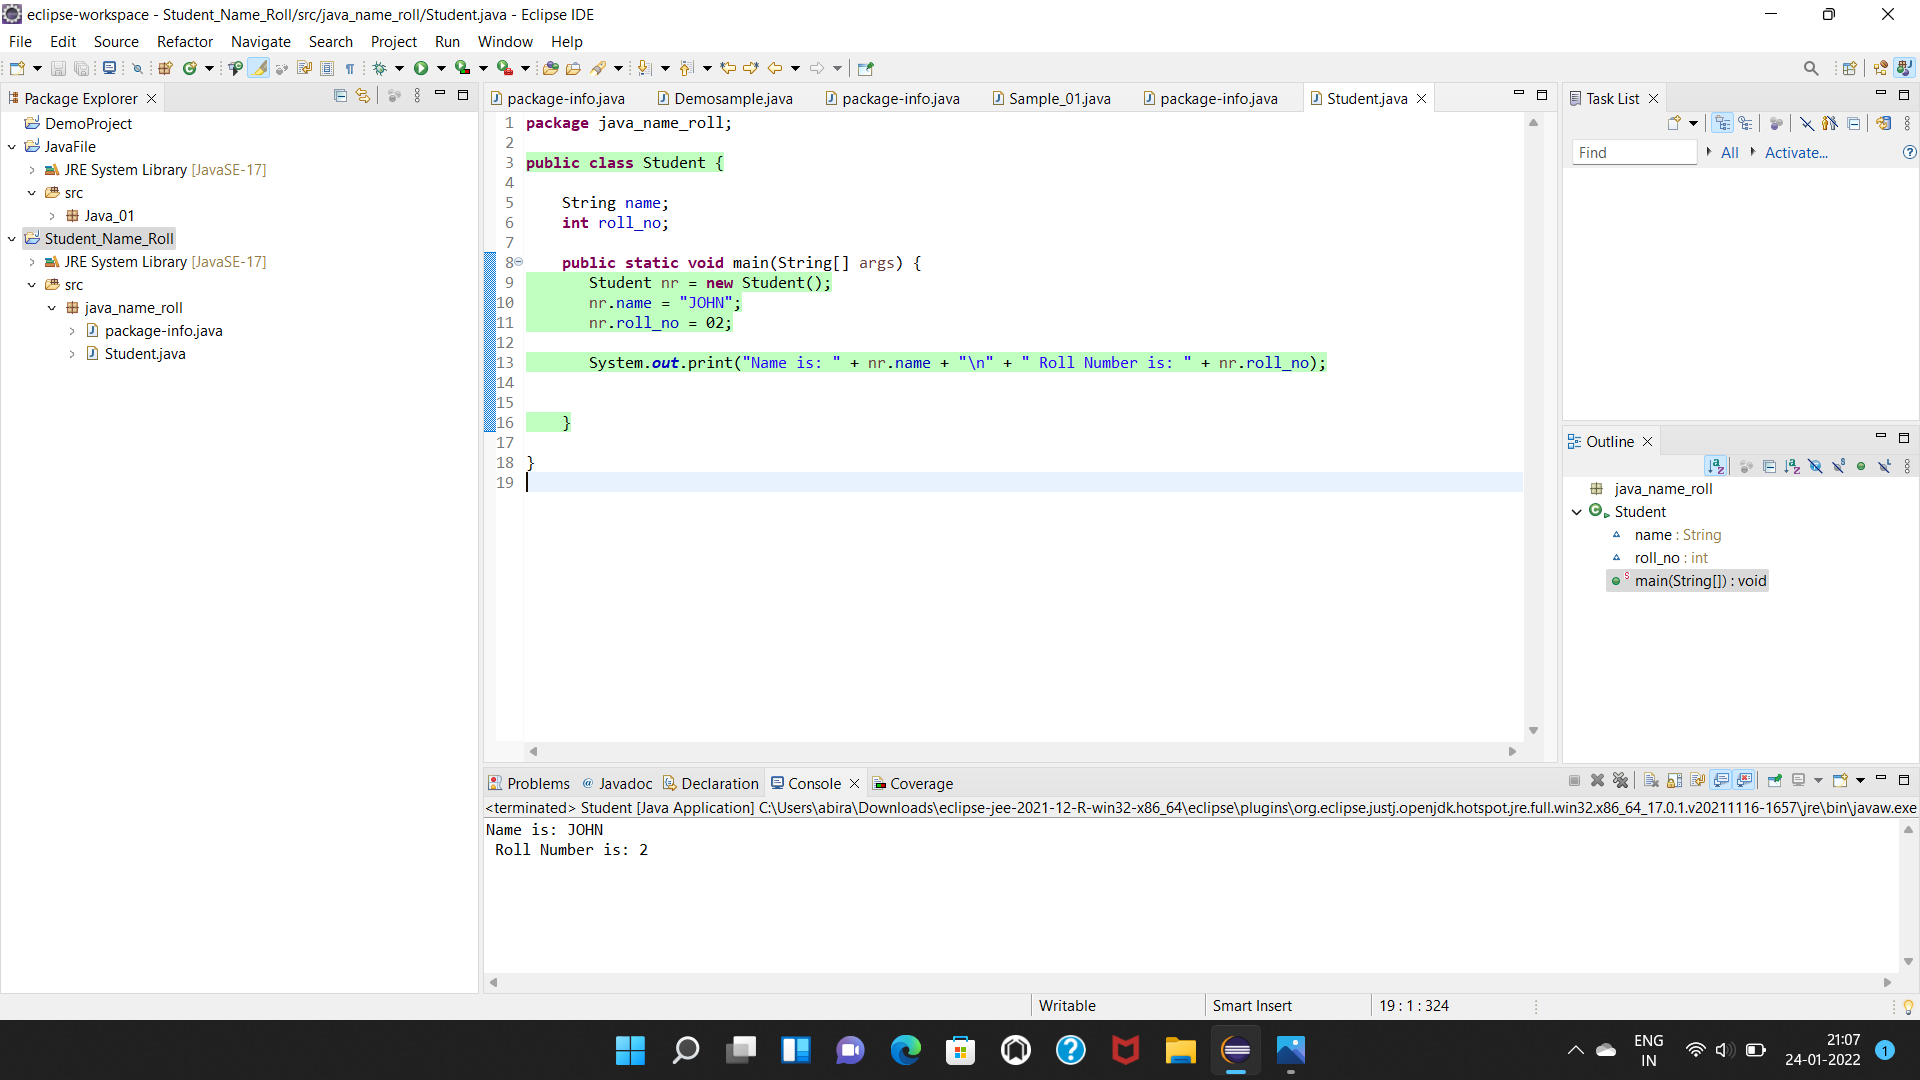 eclipse-workspace - Student_Name_Roll/src/java_name_roll/Student.java - Eclipse IDE
File Edit Source Refactor Navigate Search Project Run Window Help
Package Explorer
DemoProject
JavaFile
JRE System Library [JavaSE-17]
src
Java_01
Student_Name_Roll
JRE System Library [JavaSE-17]
src
java_name_roll
package-info.java
Student.java
package-info.java Demosample.java package-info.java Sample_01.java package-info.java Student.java
1 package java_name_roll;
2
3 public class Student {
4
5 String name;
6 int roll_no;
7
8 public static void main(String[] args) {
9 Student nr = new Student();
10 nr.name = "JOHN";
11 nr.roll_no = 02;
12
13 System.out.print("Name is: " + nr.name + "\n" + " Roll Number is: " + nr.roll_no);
14
15
16 }
17
18 }
19
Task List
Find All Activate...
Outline
java_name_roll
Student
name : String
roll_no : int
main(String[]) : void
Problems Javadoc Declaration Console Coverage
<terminated> Student [Java Application] C:\Users\abira\Downloads\eclipse-jee-2021-12-R-win32-x86_64\eclipse\plugins\org.eclipse.justj.openjdk.hotspot.jre.full.win32.x86_64_17.0.1.v20211116-1657\jre\bin\javaw.exe
Name is: JOHN
Roll Number is: 2
Writable Smart Insert 19 : 1 : 324
ENG
IN
21:07
24-01-2022
1